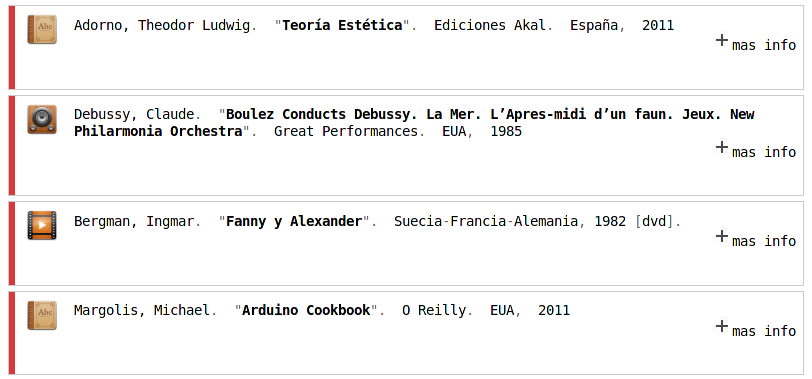 Adorno, Theodor Ludwig. "Teoría Estética". Ediciones Akal. España, 2011
mas info
Debussy, Claude. "Boulez Conducts Debussy. La Mer. L’Apres-midi d’un faun. Jeux. New
Philarmonia Orchestra". Great Performances. EUA, 1985
mas info
Bergman, Ingmar. "Fanny y Alexander". Suecia-Francia-Alemania, 1982 [dvd].
mas info
Margolis, Michael. "Arduino Cookbook". O Reilly. EUA, 2011
mas info
Abc
Abc